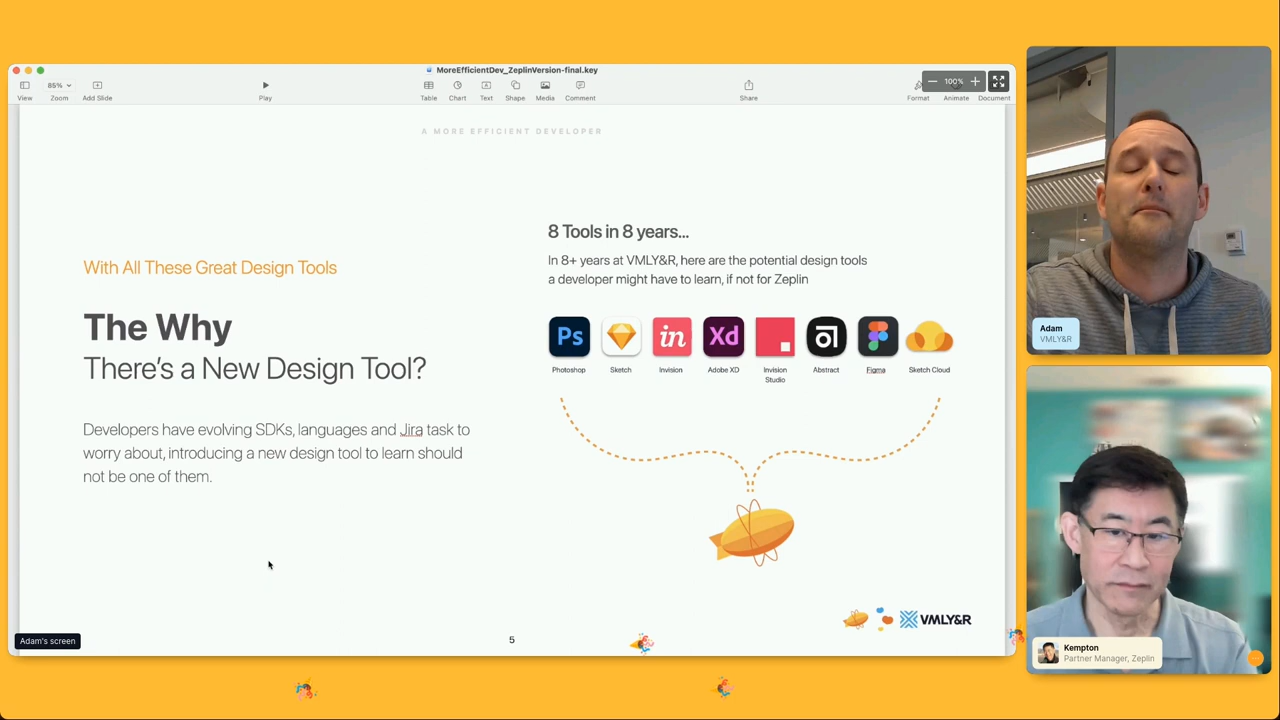 MoreEfficientDev_ZeplinVersion-final.key
85%
View
Zoom
Add Slide
Play
Table
Chart
Text
Shape
Media
Comment
Share
100%
Format
Animate
Document
A MORE EFFICIENT DEVELOPER
With All These Great Design Tools
The Why
There's a New Design Tool?
Developers have evolving SDKs, languages and Jira task to
worry about, introducing a new design tool to learn should
not be one of them.
8 Tools in 8 years...
In 8+ years at VMLY&R, here are the potential design tools
a developer might have to learn, if not for Zeplin
Ps
in
Xd
Photoshop
Sketch
Invision
Adobe XD
Invision
Studio
Abstract
Figma
Sketch Cloud
VMLY&R
5
Adam's screen
Adam
VMLY&R
Kempton
Partner Manager, Zeplin